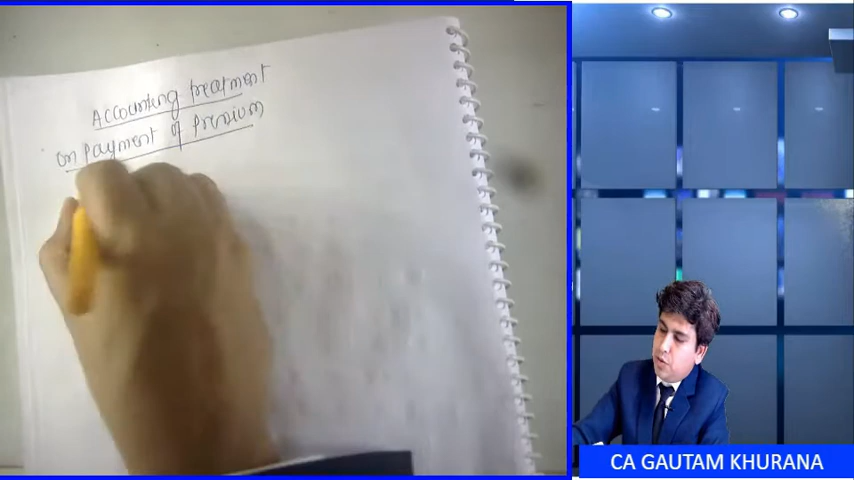 Accounting treatment
on payment of Premium
CA GAUTAM KHURANA